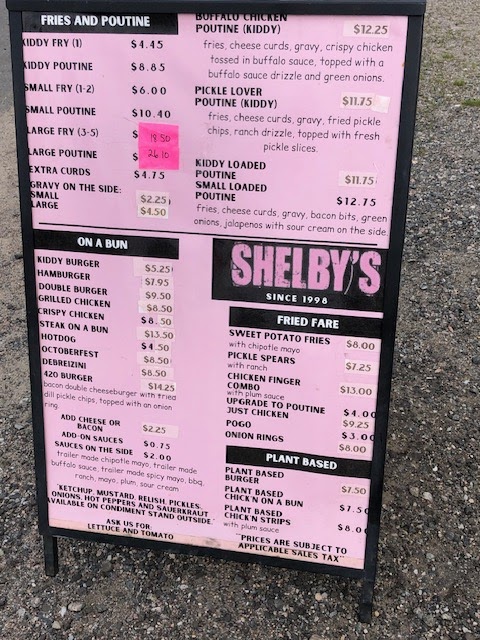 FRIES AND POUTINE
KIDDY FRY (1) $4.45
KIDDY POUTINE $8.85
SMALL FRY (1-2) $6.00
SMALL POUTINE $10.40
LARGE FRY (3-5) $ 18.50
LARGE POUTINE $ 26.10
EXTRA CURDS $4.75
GRAVY ON THE SIDE:
SMALL $2.25
LARGE $4.50
BUFFALO CHICKEN
POUTINE (KIDDY) $12.25
fries, cheese curds, gravy, crispy chicken
tossed in buffalo sauce, topped with a
buffalo sauce drizzle and green onions.
PICKLE LOVER
POUTINE (KIDDY) $11.75
fries, cheese curds, gravy, fried pickle
chips, ranch drizzle, topped with fresh
pickle slices.
KIDDY LOADED
POUTINE $11.75
SMALL LOADED
POUTINE $12.75
fries, cheese curds, gravy, bacon bits, green
onions, jalapenos with sour cream on the side.
ON A BUN
KIDDY BURGER $5.25
HAMBURGER $7.95
DOUBLE BURGER $9.50
GRILLED CHICKEN $8.50
CRISPY CHICKEN $8.50
STEAK ON A BUN $13.50
HOTDOG $4.50
OCTOBERFEST $8.50
DEBREIZINI $8.50
420 BURGER $14.25
bacon double cheeseburger with fried
dill pickle chips, topped with an onion
ring.
ADD CHEESE OR
BACON $2.25
ADD-ON SAUCES $0.75
SAUCES ON THE SIDE $2.00
trailer made chipotle mayo, trailer made
buffalo sauce, trailer made spicy mayo, bbq,
ranch, mayo, plum, sour cream
"KETCHUP, MUSTARD, RELISH, PICKLES,
ONIONS, HOT PEPPERS AND SAUERKRAUT
AVAILABLE ON CONDIMENT STAND OUTSIDE."
ASK US FOR:
LETTUCE AND TOMATO
SHELBY'S
SINCE 1998
FRIED FARE
SWEET POTATO FRIES $8.00
with chipotle mayo
PICKLE SPEARS $7.25
with ranch
CHICKEN FINGER
COMBO $13.00
with plum sauce
UPGRADE TO POUTINE $4.00
JUST CHICKEN $9.25
POGO $3.00
ONION RINGS $8.00
PLANT BASED
PLANT BASED
BURGER $7.50
PLANT BASED
CHICK'N ON A BUN $7.50
PLANT BASED
CHICK'N STRIPS $8.00
with plum sauce
"PRICES ARE SUBJECT TO
APPLICABLE SALES TAX"